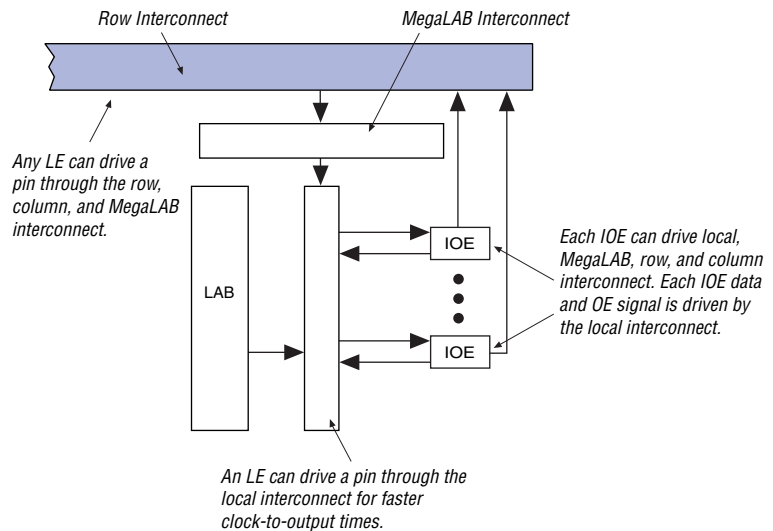 Row Interconnect
MegaLAB Interconnect
Any LE can drive a
pin through the row,
column, and MegaLAB
interconnect.
LAB
IOE
IOE
Each IOE can drive local,
MegaLAB, row, and column
interconnect. Each IOE data
and OE signal is driven by
the local interconnect.
An LE can drive a pin through the
local interconnect for faster
clock-to-output times.